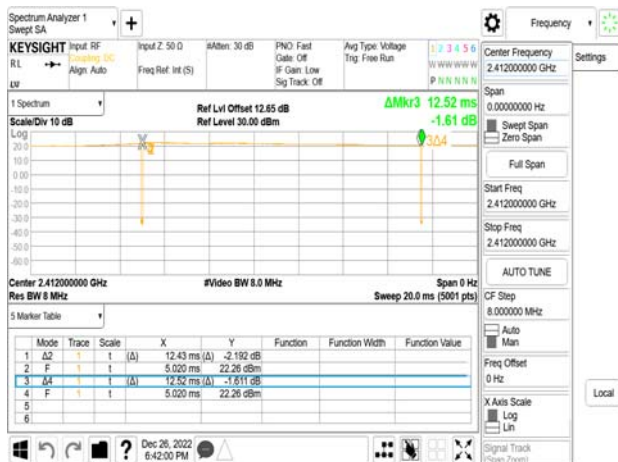 Spectrum Analyzer 1
Swept SA
Frequency
KEYSIGHT Input: RF
RL
Coupling: DC
Align: Auto
Input Z: 50 Ω
Freq Ref: Int (S)
#Atten: 30 dB
PNO: Fast
Gate: Off
IF Gain: Low
Sig Track: Off
Avg Type: Voltage
Trig: Free Run
1 2 3 4 5 6
W W W W W W
P N N N N N
Center Frequency
2.412000000 GHz
Settings
Span
0.00000000 Hz
Swept Span
Zero Span
Full Span
Start Freq
2.412000000 GHz
Stop Freq
2.412000000 GHz
AUTO TUNE
CF Step
8.000000 MHz
Auto
Man
Freq Offset
0 Hz
X Axis Scale
Log
Lin
Signal Track
(Span Zoom)
Local
LV
1 Spectrum
Scale/Div 10 dB
Ref Lvl Offset 12.65 dB
Ref Level 30.00 dBm
ΔMkr3 12.52 ms
-1.61 dB
Log
20.0
10.0
0.00
-10.0
-20.0
-30.0
-40.0
-50.0
-60.0
3Δ4
Center 2.412000000 GHz
Res BW 8 MHz
#Video BW 8.0 MHz
Span 0 Hz
Sweep 20.0 ms (5001 pts)
5 Marker Table
Mode Trace Scale X Y Function Function Width Function Value
1 Δ2 1 t (Δ) 12.43 ms (Δ) -2.192 dB
2 F 1 t 5.020 ms 22.26 dBm
3 Δ4 1 t (Δ) 12.52 ms (Δ) -1.611 dB
4 F 1 t 5.020 ms 22.26 dBm
5
6
Dec 26, 2022
6:42:00 PM